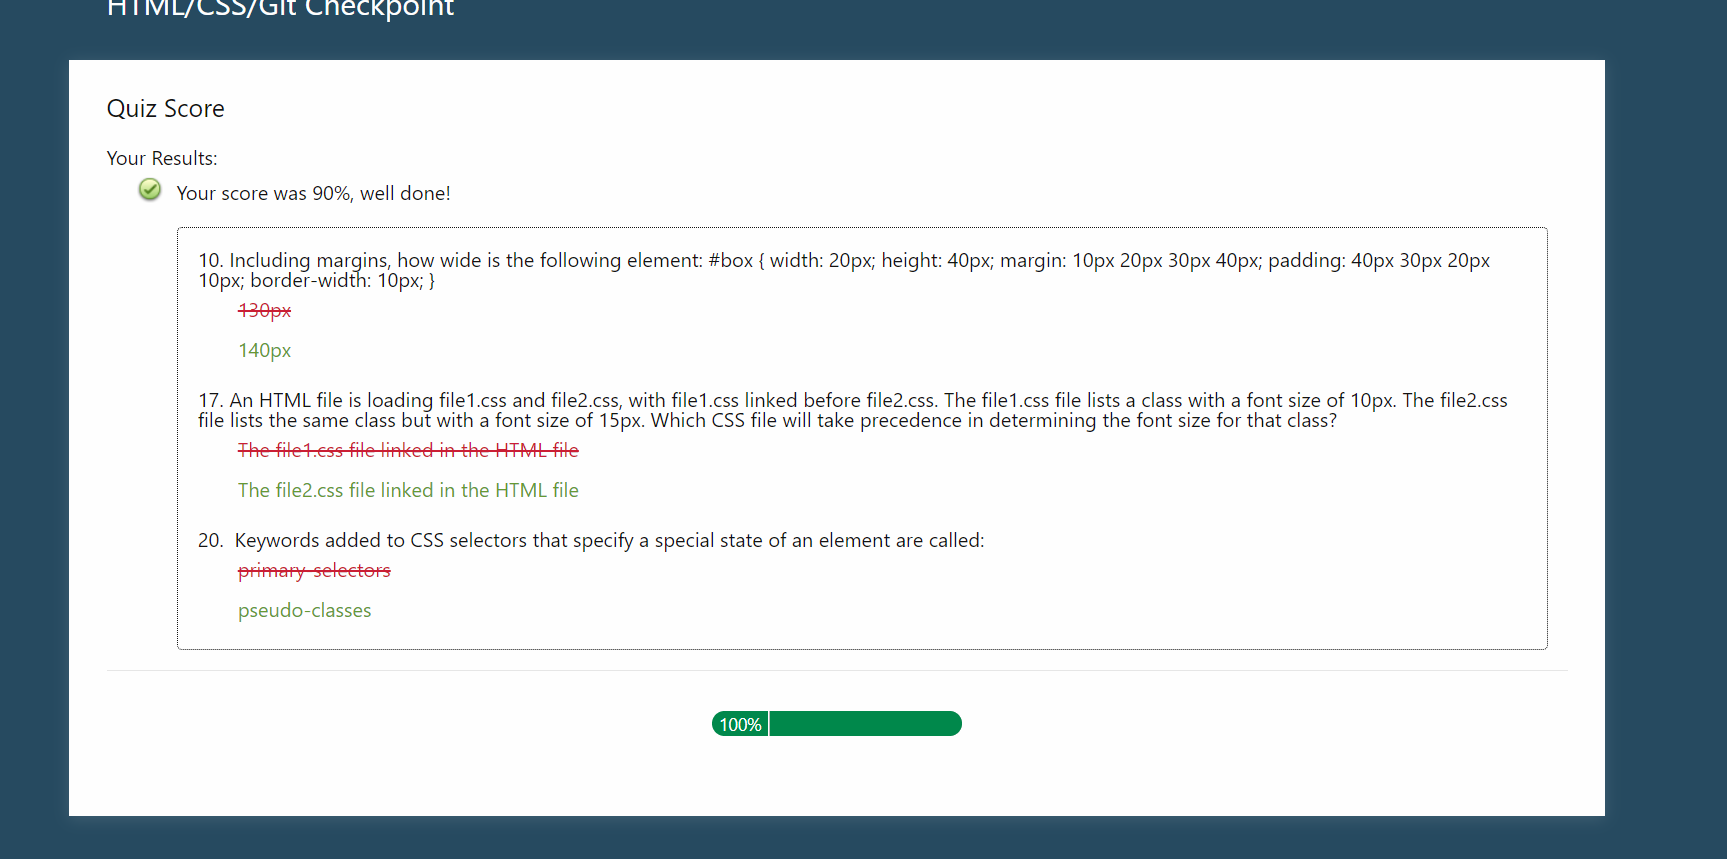 HTML/CSS/Git Checkpoint
Quiz Score
Your Results:
Your score was 90%, well done!
10. Including margins, how wide is the following element: #box { width: 20px; height: 40px; margin: 10px 20px 30px 40px; padding: 40px 30px 20px
10px; border-width: 10px; }
130px
140px
17. An HTML file is loading file1.css and file2.css, with file1.css linked before file2.css. The file1.css file lists a class with a font size of 10px. The file2.css
file lists the same class but with a font size of 15px. Which CSS file will take precedence in determining the font size for that class?
The file1.css file linked in the HTML file
The file2.css file linked in the HTML file
20. Keywords added to CSS selectors that specify a special state of an element are called:
primary-selectors
pseudo-classes
100%